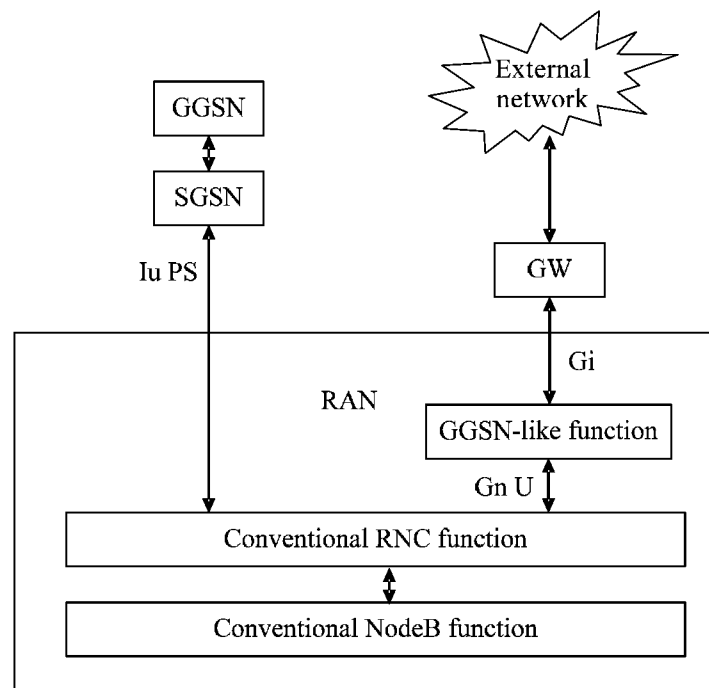 External
network
GGSN
SGSN
Iu PS
GW
Gi
RAN
GGSN-like function
Gn U
Conventional RNC function
Conventional NodeB function